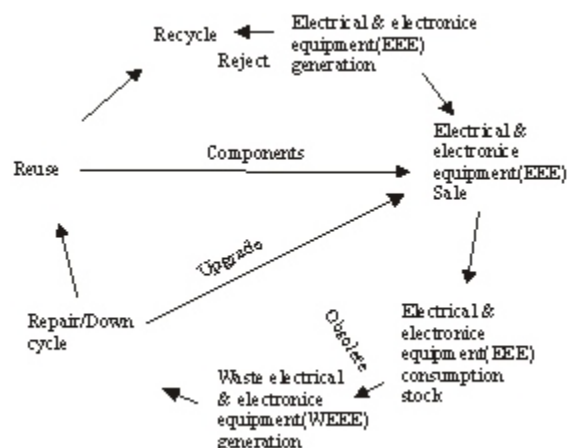 Recycle
Reject
Electrical & electronice
equipment(EEE)
generation
Electrical &
electronice
equipment(EEE)
Sale
Components
Reuse
Upgrade
Repair/Down
cycle
Obsolete
Electrical &
electronice
equipment(EEE)
consumption
stock
Waste electrical
& electronice
equipment(WEEE)
generation